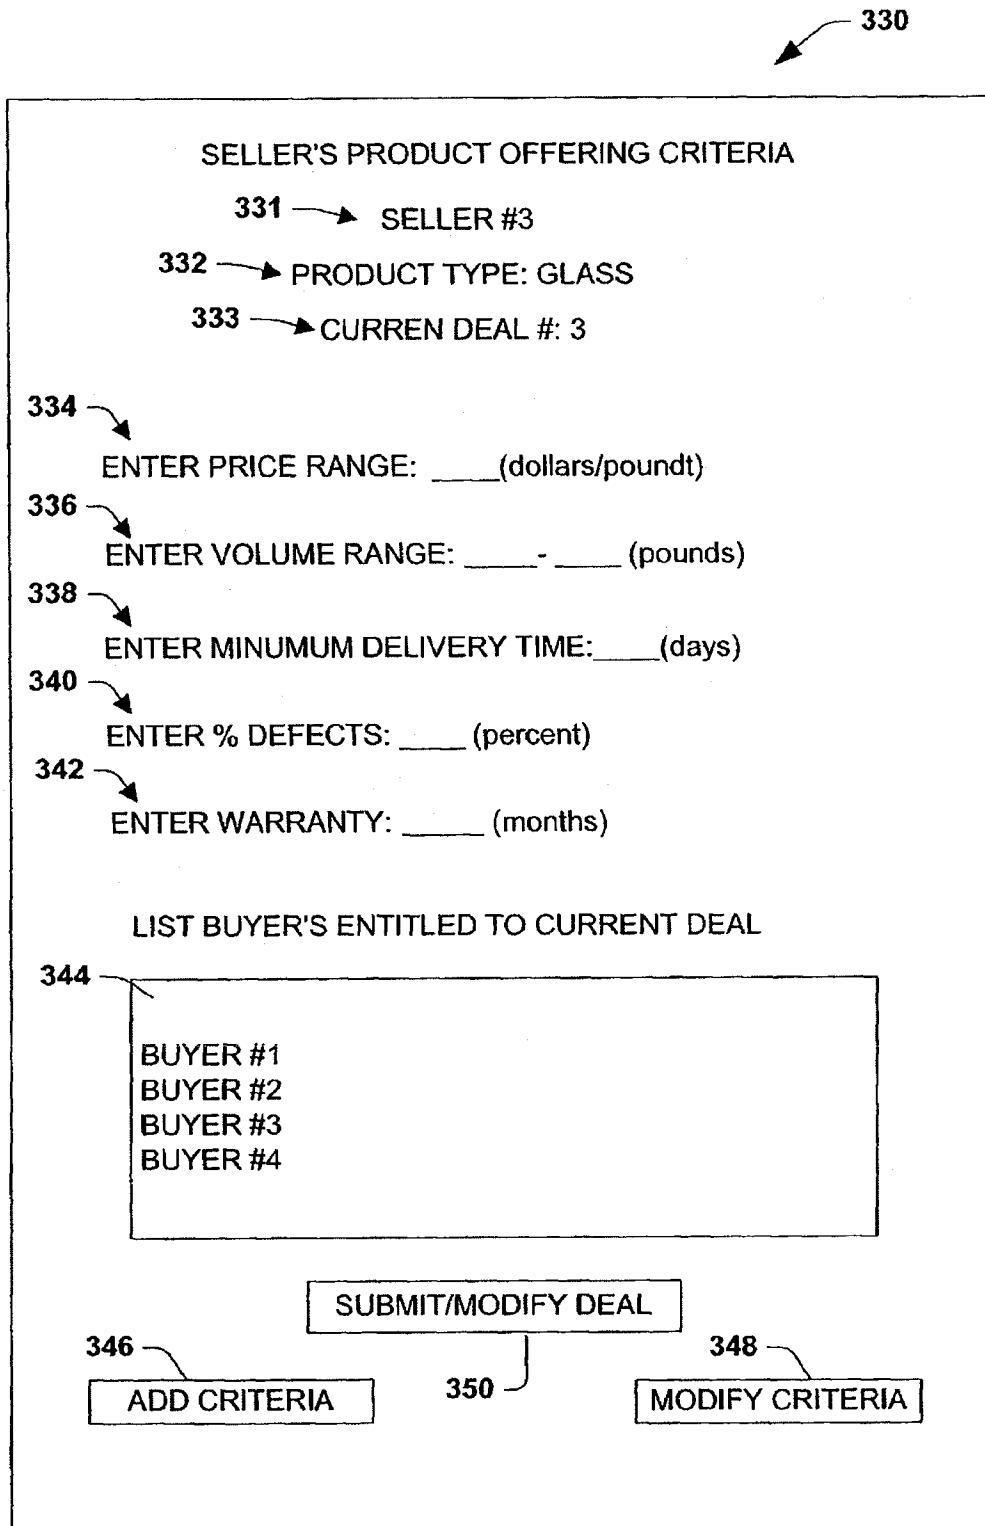 330
SELLER'S PRODUCT OFFERING CRITERIA
331 SELLER #3
332 PRODUCT TYPE: GLASS
333 CURREN DEAL #: 3
334
ENTER PRICE RANGE: ____(dollars/poundt)
336
ENTER VOLUME RANGE: ____- ____ (pounds)
338
ENTER MINUMUM DELIVERY TIME:____(days)
340
ENTER % DEFECTS: ____ (percent)
342
ENTER WARRANTY: _____ (months)
LIST BUYER'S ENTITLED TO CURRENT DEAL
344
BUYER #1
BUYER #2
BUYER #3
BUYER #4
SUBMIT/MODIFY DEAL
346 350 348
ADD CRITERIA MODIFY CRITERIA